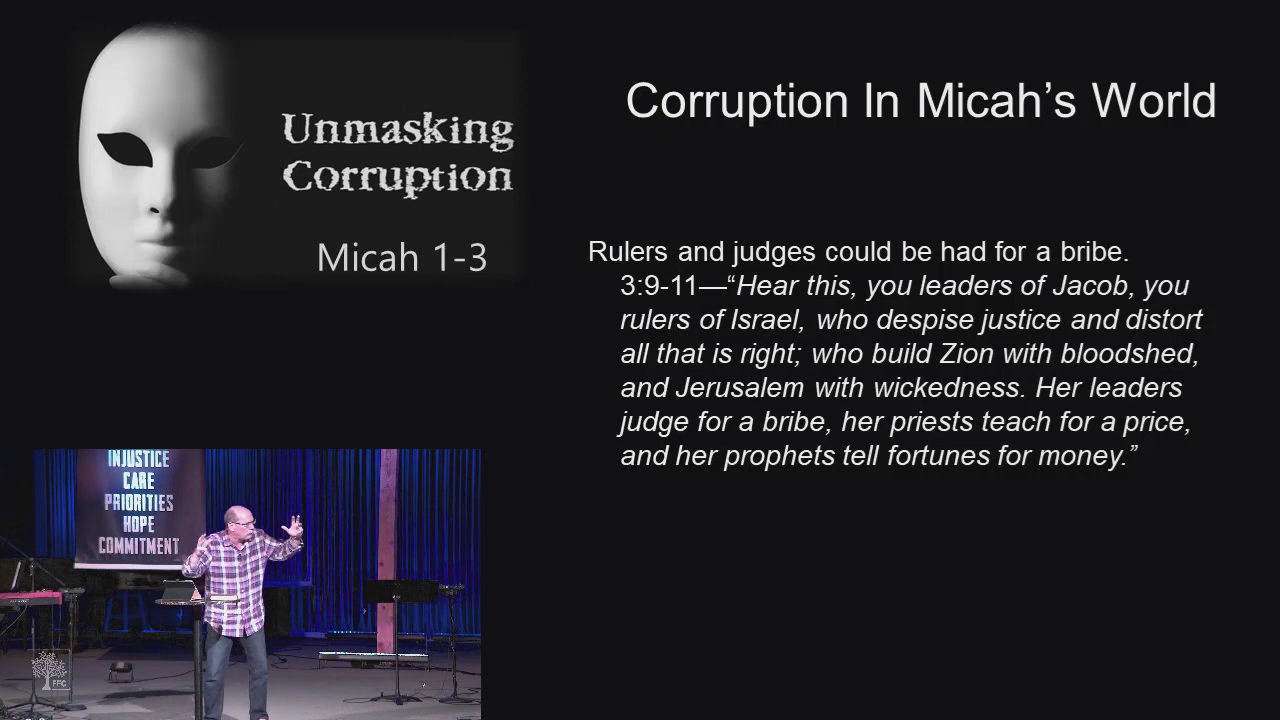 Unmasking
Corruption
Micah 1-3
Corruption In Micah’s World
Rulers and judges could be had for a bribe.
3:9-11—“Hear this, you leaders of Jacob, you
rulers of Israel, who despise justice and distort
all that is right; who build Zion with bloodshed,
and Jerusalem with wickedness. Her leaders
judge for a bribe, her priests teach for a price,
and her prophets tell fortunes for money.”
INJUSTICE
CARE
PRIORITIES
HOPE
COMMITMENT
FFC